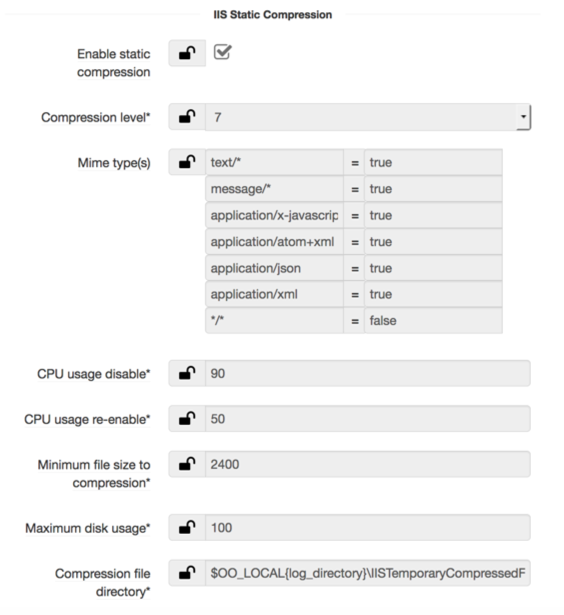 IIS Static Compression
Enable static
compression
Compression level*
7
Mime type(s)
text/* = true
message/* = true
application/x-javascrip = true
application/atom+xml = true
application/json = true
application/xml = true
*/* = false
CPU usage disable*
90
CPU usage re-enable*
50
Minimum file size to
compression*
2400
Maximum disk usage*
100
Compression file
directory*
$OO_LOCAL{log_directory}\IISTemporaryCompressedF